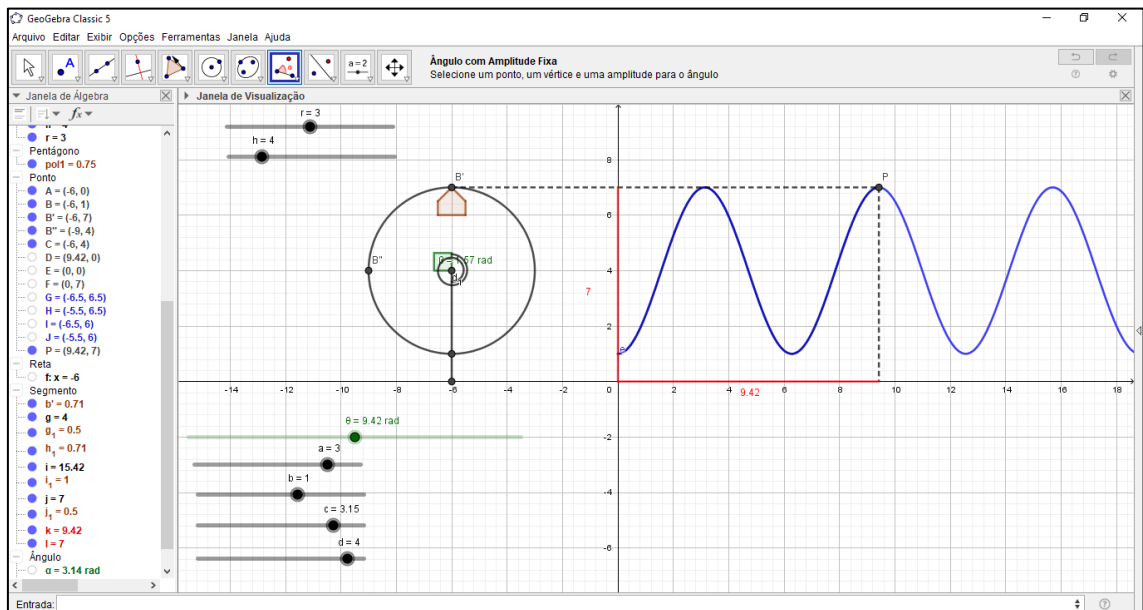 GeoGebra Classic 5
Arquivo Editar Exibir Opções Ferramentas Janela Ajuda
A
a=2
Ângulo com Amplitude Fixa
Selecione um ponto, um vértice e uma amplitude para o ângulo
Janela de Álgebra
Janela de Visualização
fx
r = 3
Pentágono
pol1 = 0.75
Ponto
A = (-6, 0)
B = (-6, 1)
B' = (-6, 7)
B'' = (-9, 4)
C = (-6, 4)
D = (9.42, 0)
E = (0, 0)
F = (0, 7)
G = (-6.5, 6.5)
H = (-5.5, 6.5)
I = (-6.5, 6)
J = (-5.5, 6)
P = (9.42, 7)
Reta
f: x = -6
Segmento
b' = 0.71
g = 4
g₁ = 0.5
h₁ = 0.71
i = 15.42
i₁ = 1
j = 7
j₁ = 0.5
k = 9.42
l = 7
Ângulo
α = 3.14 rad
r = 3
h = 4
B'
P
B''
rad
8
6
4
2
7
e
-14 -12 -10 -8 -6 -4 -2 0 2 4 6 8 10 12 14 16 18
9.42
-2
-4
-6
θ = 9.42 rad
a = 3
b = 1
c = 3.15
d = 4
Entrada: